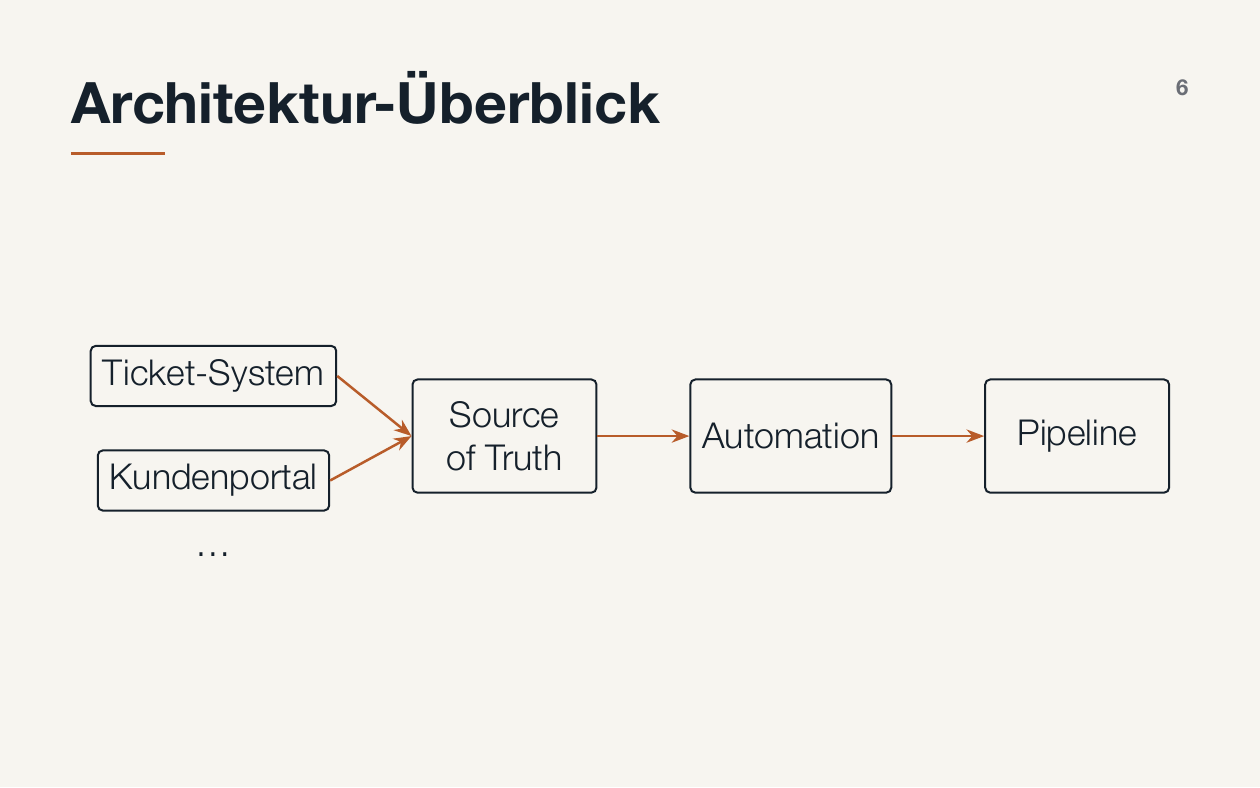 Architektur-Überblick
6
Ticket-System
Kundenportal
...
Source
of Truth
Automation
Pipeline